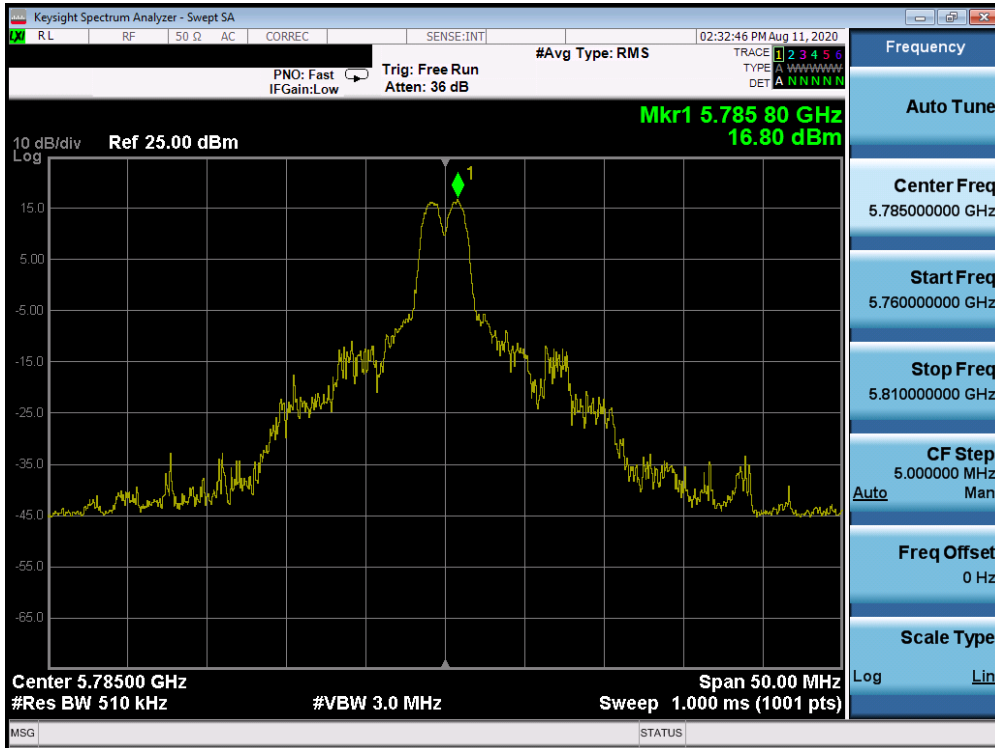 Keysight Spectrum Analyzer - Swept SA
LXI RL RF 50 Ω AC CORREC SENSE:INT 02:32:46 PM Aug 11, 2020
#Avg Type: RMS TRACE 1 2 3 4 5 6
PNO: Fast Trig: Free Run TYPE A WWWWW
IFGain:Low Atten: 36 dB DET A N N N N N
Mkr1 5.785 80 GHz
16.80 dBm
10 dB/div Ref 25.00 dBm
Log
1
15.0
5.00
-5.00
-15.0
-25.0
-35.0
-45.0
-55.0
-65.0
Center 5.78500 GHz Span 50.00 MHz
#Res BW 510 kHz #VBW 3.0 MHz Sweep 1.000 ms (1001 pts)
MSG STATUS
Frequency
Auto Tune
Center Freq
5.785000000 GHz
Start Freq
5.760000000 GHz
Stop Freq
5.810000000 GHz
CF Step
5.000000 MHz
Auto Man
Freq Offset
0 Hz
Scale Type
Log Lin